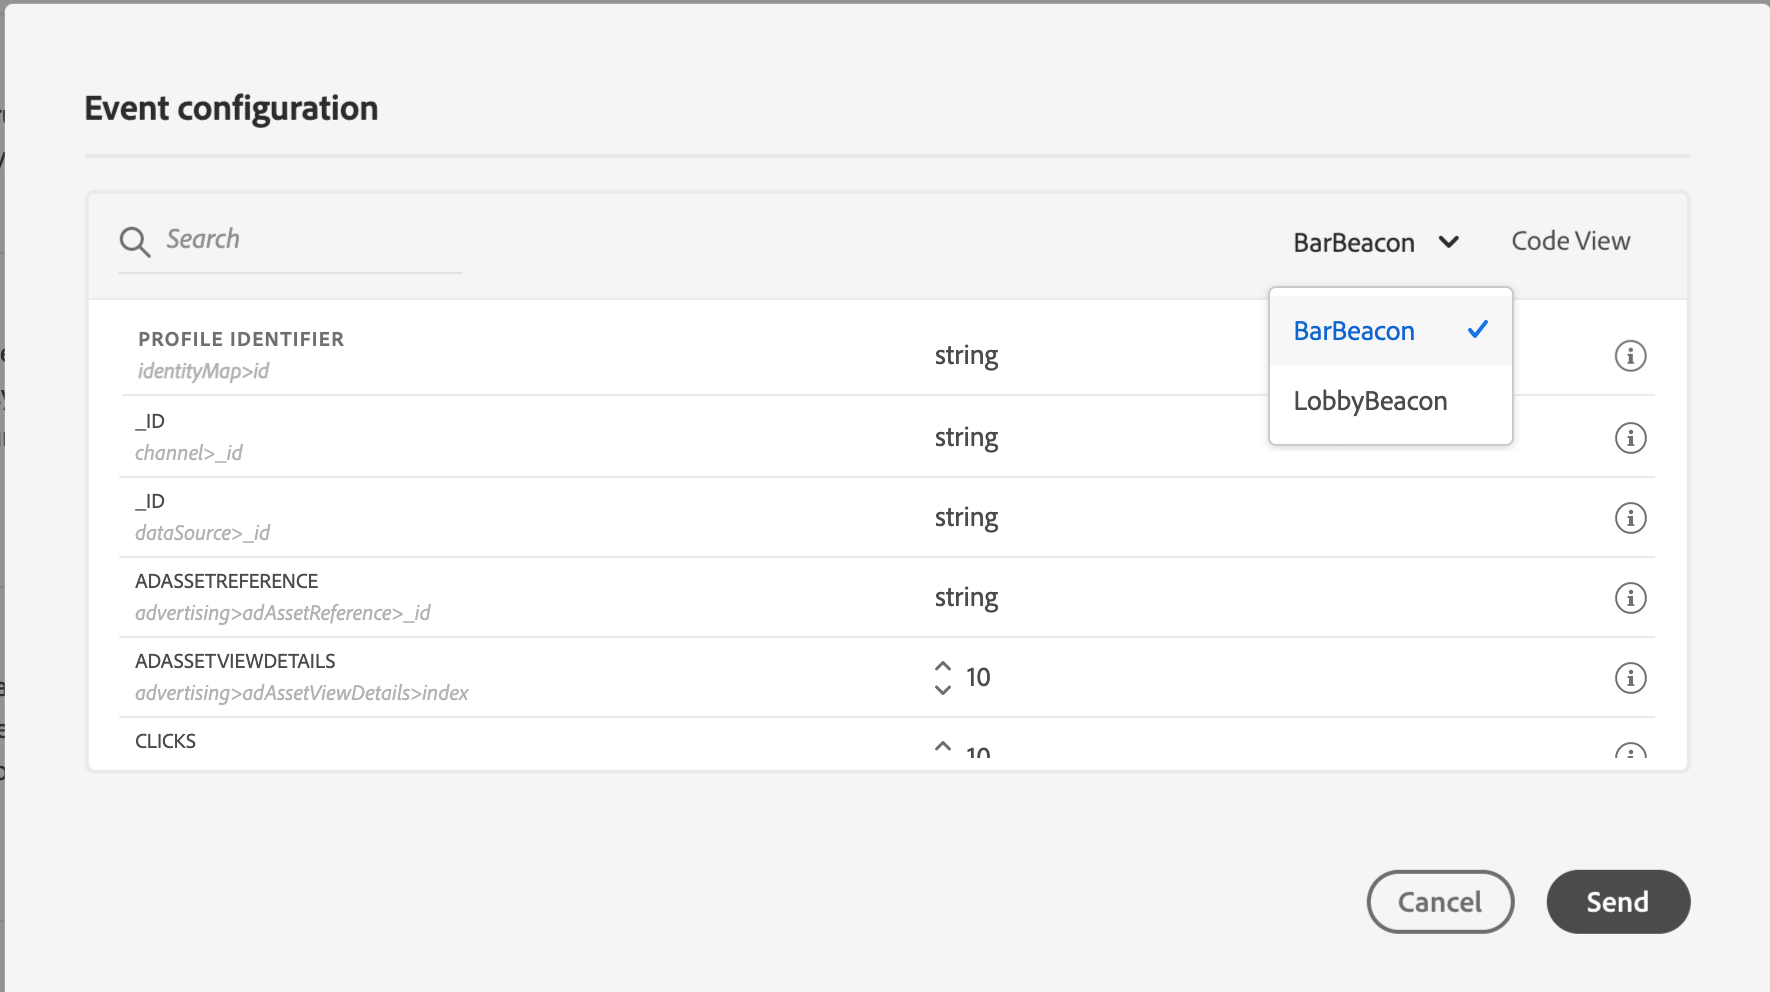 Event configuration
Search
BarBeacon
Code View
BarBeacon
LobbyBeacon
PROFILE IDENTIFIER
identityMap>id
string
_ID
channel>_id
string
_ID
dataSource>_id
string
ADASSETREFERENCE
advertising>adAssetReference>_id
string
ADASSETVIEWDETAILS
advertising>adAssetViewDetails>index
10
CLICKS
10
Cancel
Send